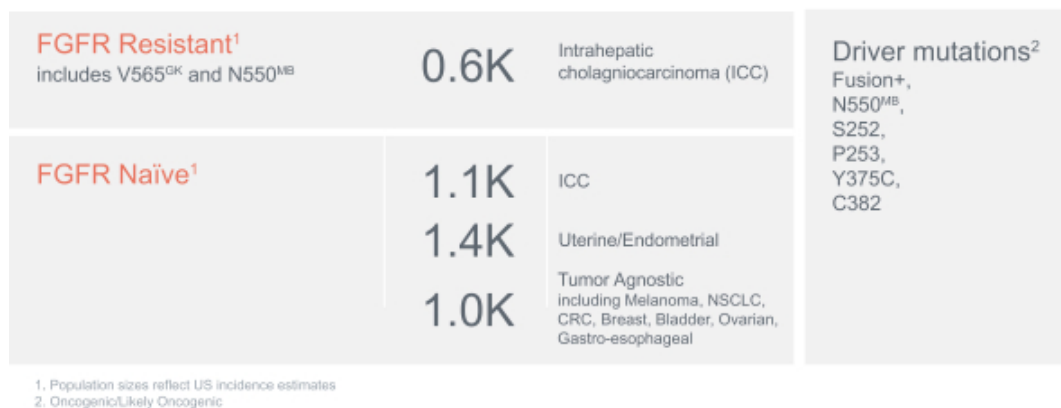 FGFR Resistant¹
includes V565ᴳᴷ and N550ᴹᴮ
0.6K
Intrahepatic
cholagniocarcinoma (ICC)
FGFR Naïve¹
1.1K
ICC
1.4K
Uterine/Endometrial
1.0K
Tumor Agnostic
including Melanoma, NSCLC,
CRC, Breast, Bladder, Ovarian,
Gastro-esophageal
Driver mutations²
Fusion+,
N550ᴹᴮ,
S252,
P253,
Y375C,
C382
1. Population sizes reflect US incidence estimates
2. Oncogenic/Likely Oncogenic